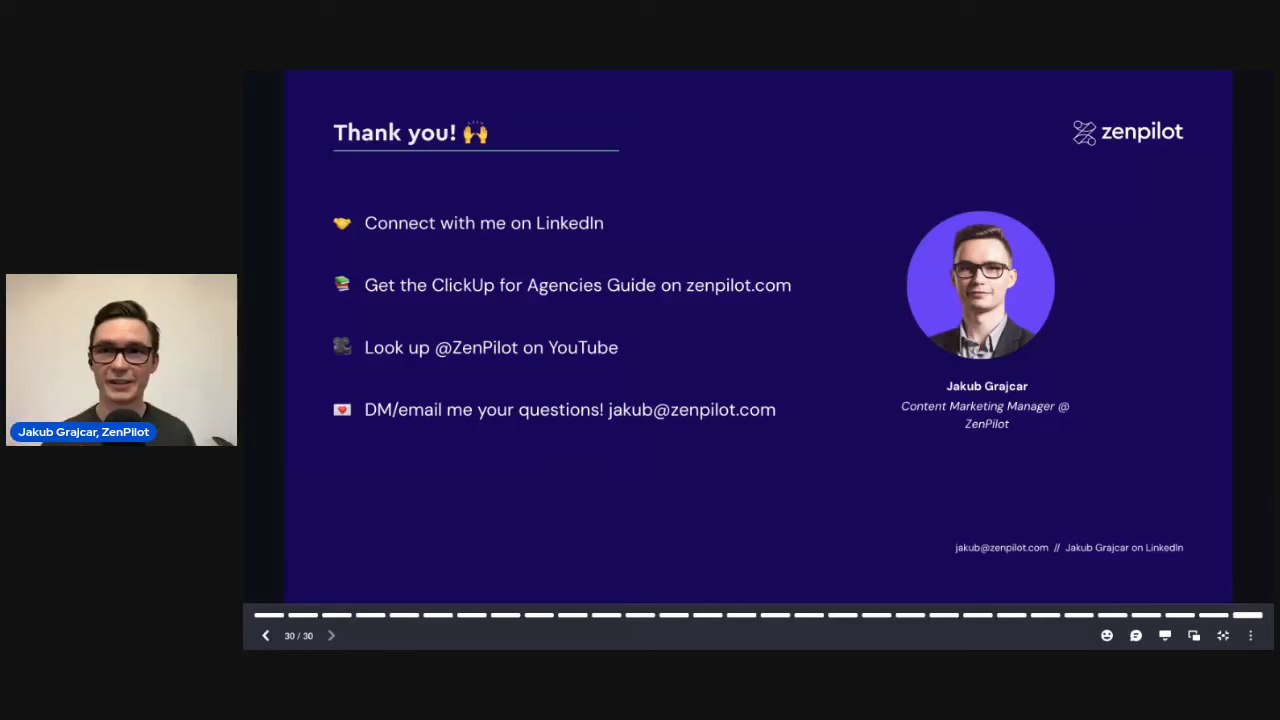 Thank you! 🙌
zenpilot
🤝 Connect with me on LinkedIn
📚 Get the ClickUp for Agencies Guide on zenpilot.com
🎥 Look up @ZenPilot on YouTube
💌 DM/email me your questions! jakub@zenpilot.com
Jakub Grajcar
Content Marketing Manager @
ZenPilot
Jakub Grajcar, ZenPilot
jakub@zenpilot.com // Jakub Grajcar on LinkedIn
30 / 30